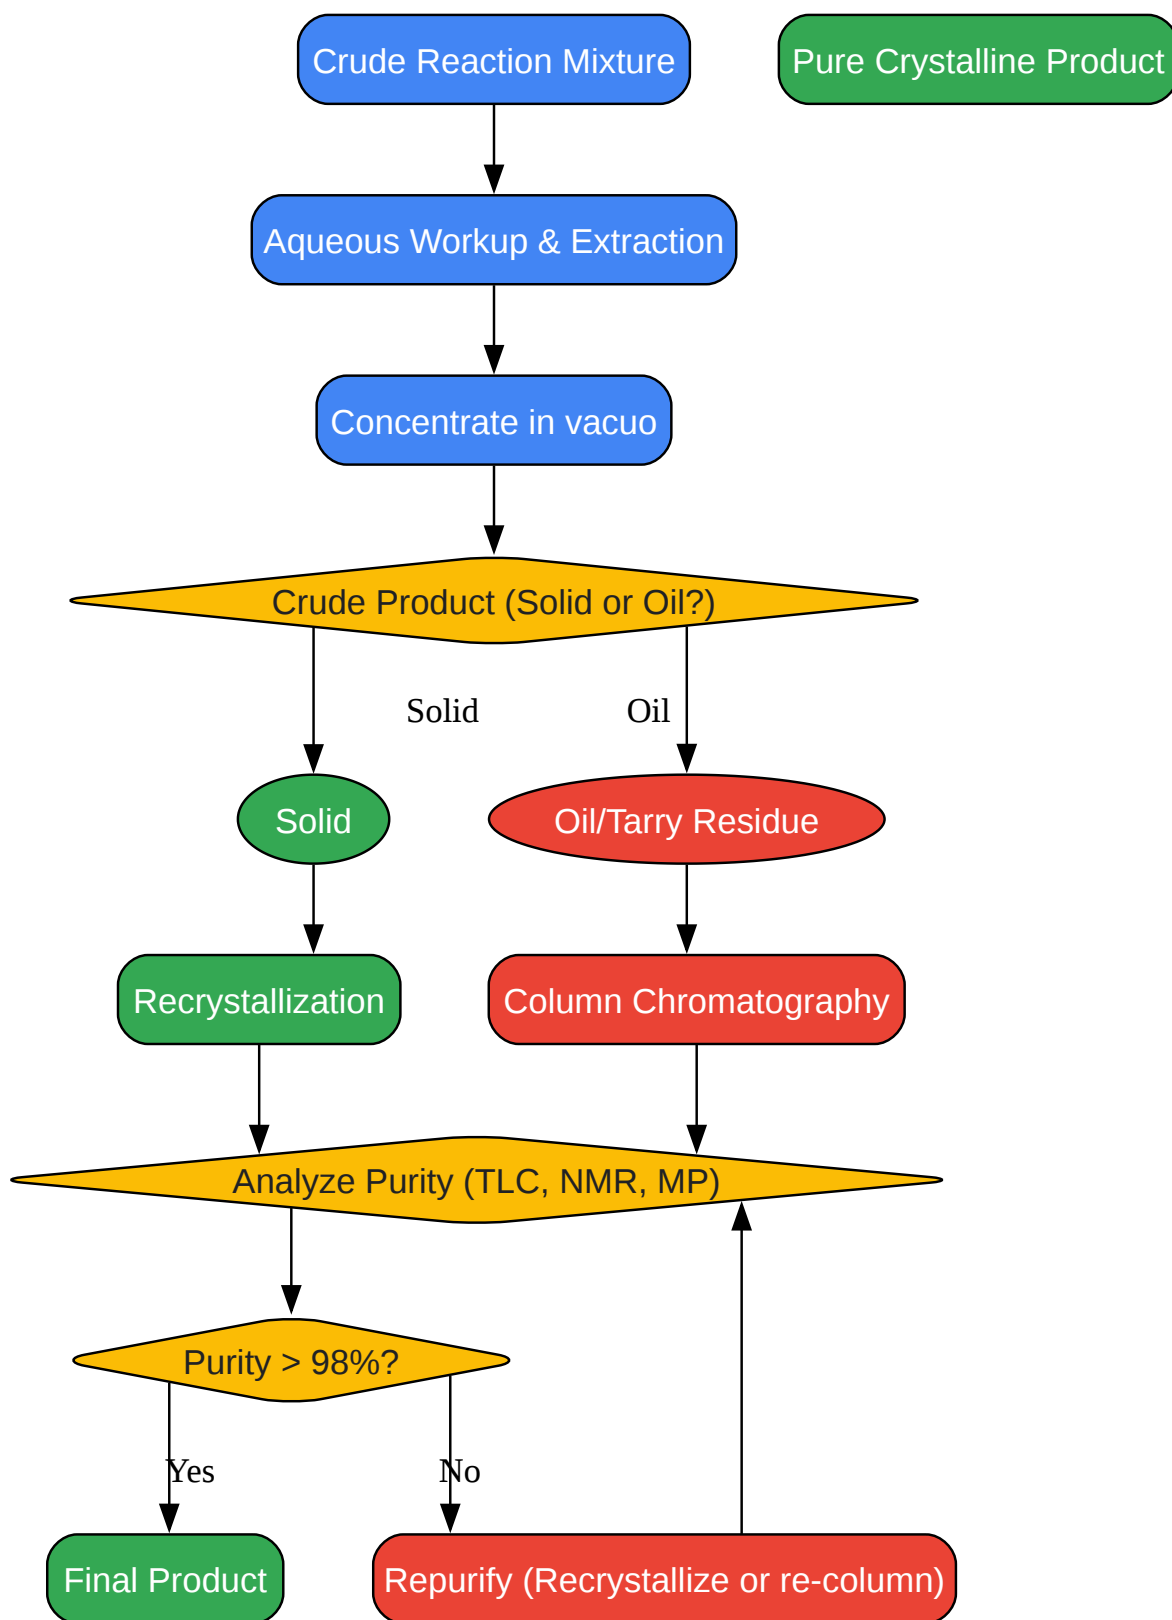 Crude Reaction Mixture
Pure Crystalline Product
Aqueous Workup & Extraction
Concentrate in vacuo
Crude Product (Solid or Oil?)
Solid
Oil
Solid
Oil/Tarry Residue
Recrystallization
Column Chromatography
Analyze Purity (TLC, NMR, MP)
Purity > 98%?
Yes
No
Final Product
Repurify (Recrystallize or re-column)